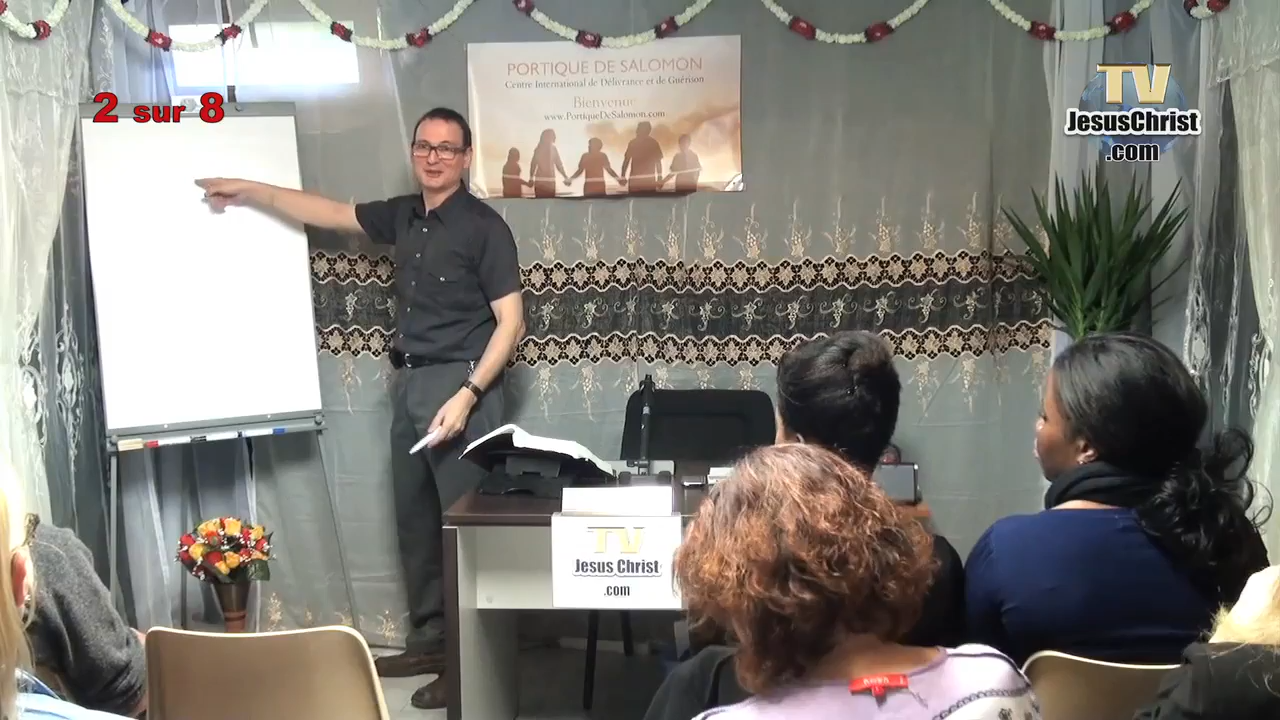 2 sur 8
PORTIQUE DE SALOMON
Centre International de Délivrance et de Guérison
Bienvenue
www.PortiqueDeSalomon.com
TV
JesusChrist
.com
TV
Jesus Christ
.com